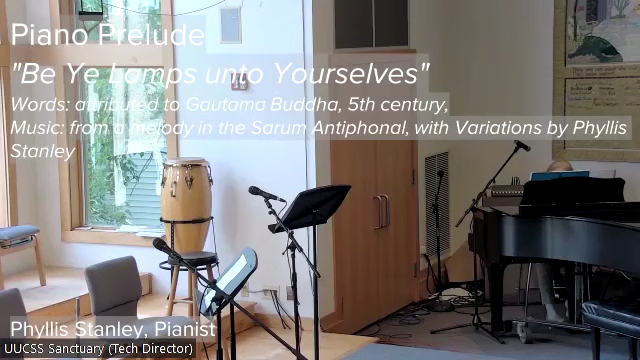 Piano Prelude
"Be Ye Lamps unto Yourselves"
Words: attributed to Gautama Buddha, 5th century,
Music: from a melody in the Sarum Antiphonal, with Variations by Phyllis
Stanley
Phyllis Stanley, Pianist
UUCSS Sanctuary (Tech Director)